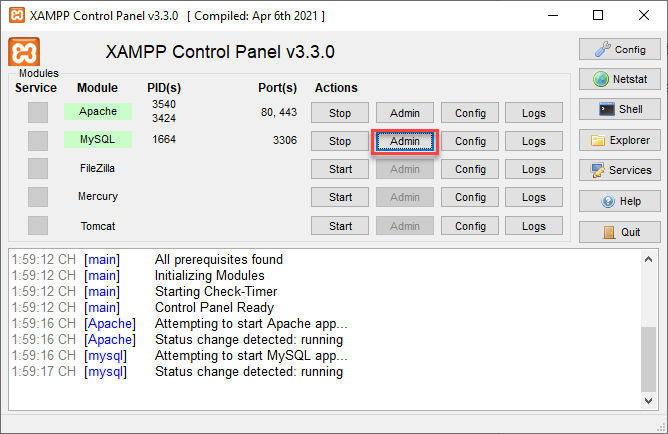 XAMPP Control Panel v3.3.0 [ Compiled: Apr 6th 2021 ]
XAMPP Control Panel v3.3.0
Config
Modules
Service Module PID(s) Port(s) Actions
Netstat
Apache 3540 3424 80, 443 Stop Admin Config Logs
Shell
MySQL 1664 3306 Stop Admin Config Logs
Explorer
FileZilla Start Admin Config Logs
Services
Mercury Start Admin Config Logs
Help
Tomcat Start Admin Config Logs
Quit
1:59:12 CH [main] All prerequisites found
1:59:12 CH [main] Initializing Modules
1:59:12 CH [main] Starting Check-Timer
1:59:12 CH [main] Control Panel Ready
1:59:16 CH [Apache] Attempting to start Apache app...
1:59:16 CH [Apache] Status change detected: running
1:59:16 CH [mysql] Attempting to start MySQL app...
1:59:17 CH [mysql] Status change detected: running